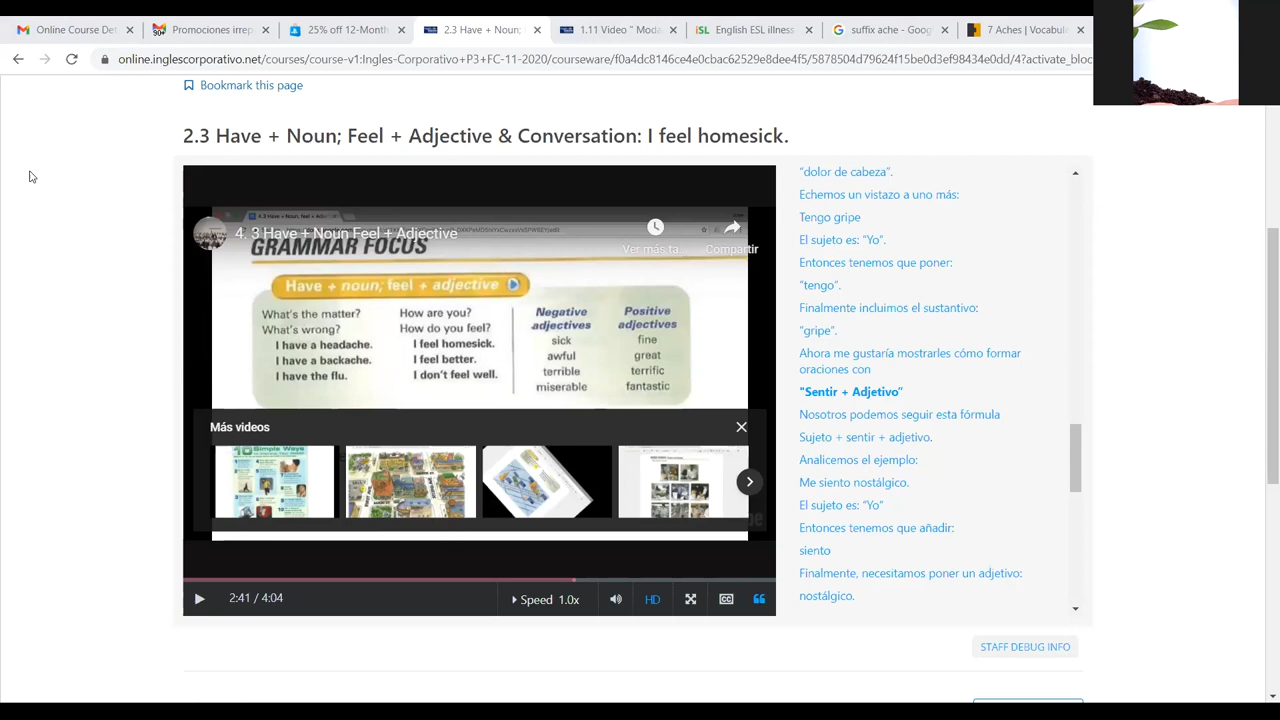 Online Course Det
Promociones irrep
25% off 12-Month
2.3 Have + Noun;
1.11 Video " Moda
English ESL illness
suffix ache - Goog
7 Aches | Vocabul
online.inglescorporativo.net/courses/course-v1:Ingles-Corporativo+P3+FC-11-2020/courseware/f0a4dc8146ce4e0cbac62529e8dee4f5/5878504d79624f15be0d3ef98434e0dd/4?activate_bloc
Bookmark this page
2.3 Have + Noun; Feel + Adjective & Conversation: I feel homesick.
4. 3 Have + Noun Feel + Adjective
Ver más ta...
Compartir
GRAMMAR FOCUS
Have + noun; feel + adjective
What's the matter?
What's wrong?
I have a headache.
I have a backache.
I have the flu.
How are you?
How do you feel?
I feel homesick.
I feel better.
I don't feel well.
Negative
adjectives
sick
awful
terrible
miserable
Positive
adjectives
fine
great
terrific
fantastic
Más videos
10 Simple Ways
2:41 / 4:04
Speed 1.0x
HD
CC
“dolor de cabeza”.
Echemos un vistazo a uno más:
Tengo gripe
El sujeto es: “Yo”.
Entonces tenemos que poner:
“tengo”.
Finalmente incluimos el sustantivo:
“gripe”.
Ahora me gustaría mostrarles cómo formar
oraciones con
"Sentir + Adjetivo”
Nosotros podemos seguir esta fórmula
Sujeto + sentir + adjetivo.
Analicemos el ejemplo:
Me siento nostálgico.
El sujeto es: “Yo”
Entonces tenemos que añadir:
siento
Finalmente, necesitamos poner un adjetivo:
nostálgico.
STAFF DEBUG INFO